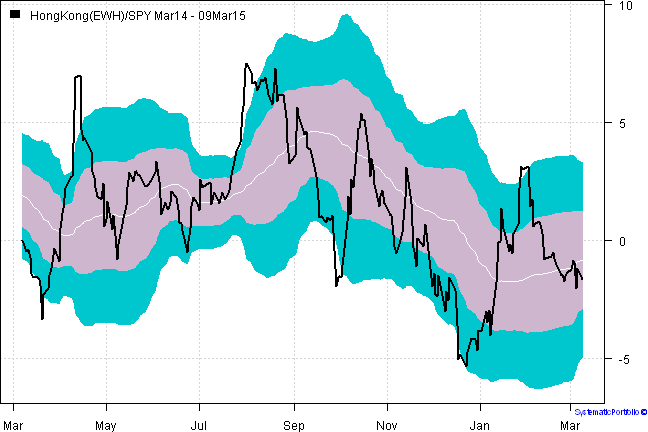 HongKong(EWH)/SPY Mar14 - 09Mar15
10
5
0
-5
SystematicPortfolio ©
Mar May Jul Sep Nov Jan Mar